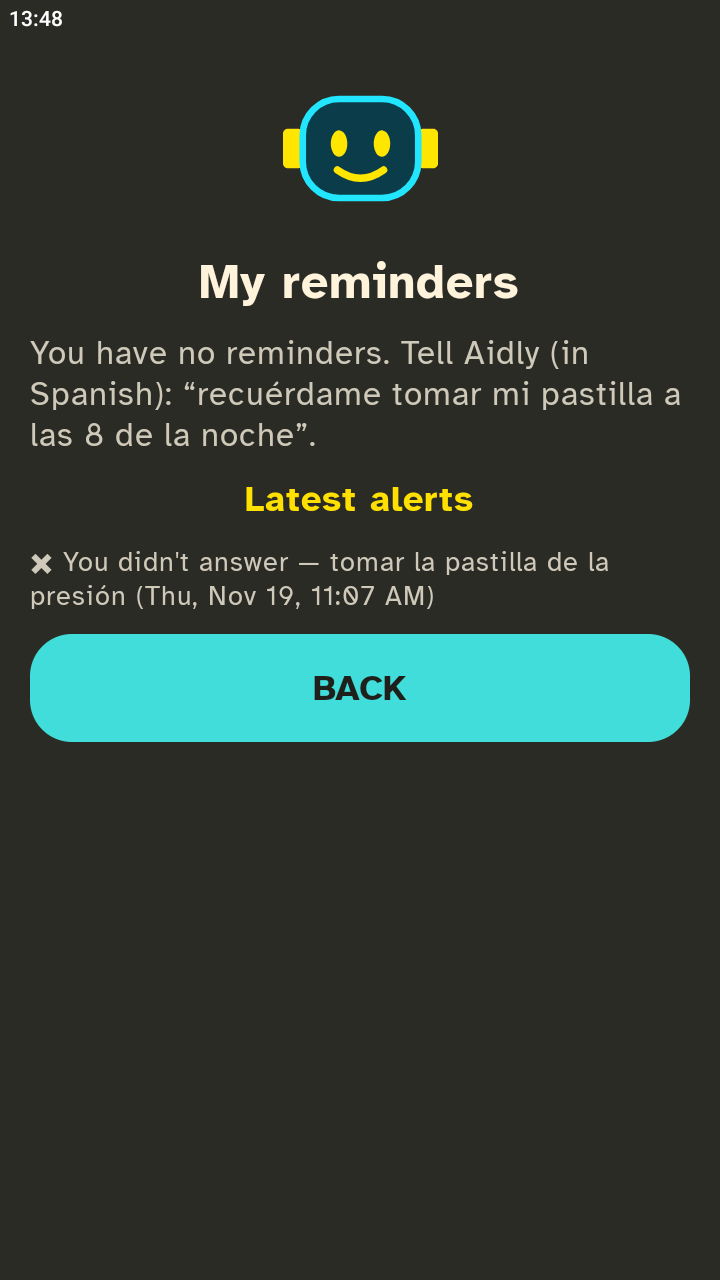 13:48
My reminders
You have no reminders. Tell Aidly (in
Spanish): “recuérdame tomar mi pastilla a
las 8 de la noche”.
Latest alerts
✖ You didn't answer — tomar la pastilla de la
presión (Thu, Nov 19, 11:07 AM)
BACK